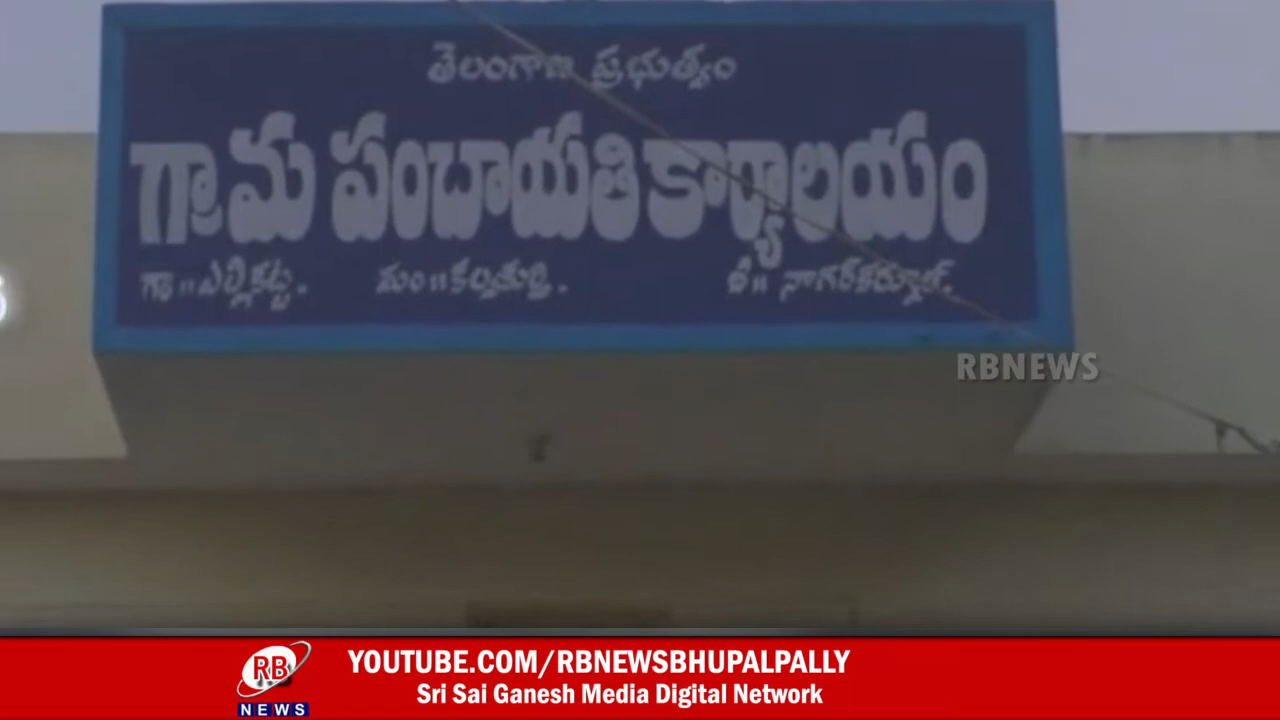 తెలంగాణ ప్రభుత్వం
గ్రామ పంచాయతి కార్యాలయం
గ్రా॥ ఎల్లికట్ట. మం॥ కల్వకుర్తి. జి॥ నాగర్‌కర్నూల్.
RBNEWS
RB
NEWS
YOUTUBE.COM/RBNEWSBHUPALPALLY
Sri Sai Ganesh Media Digital Network